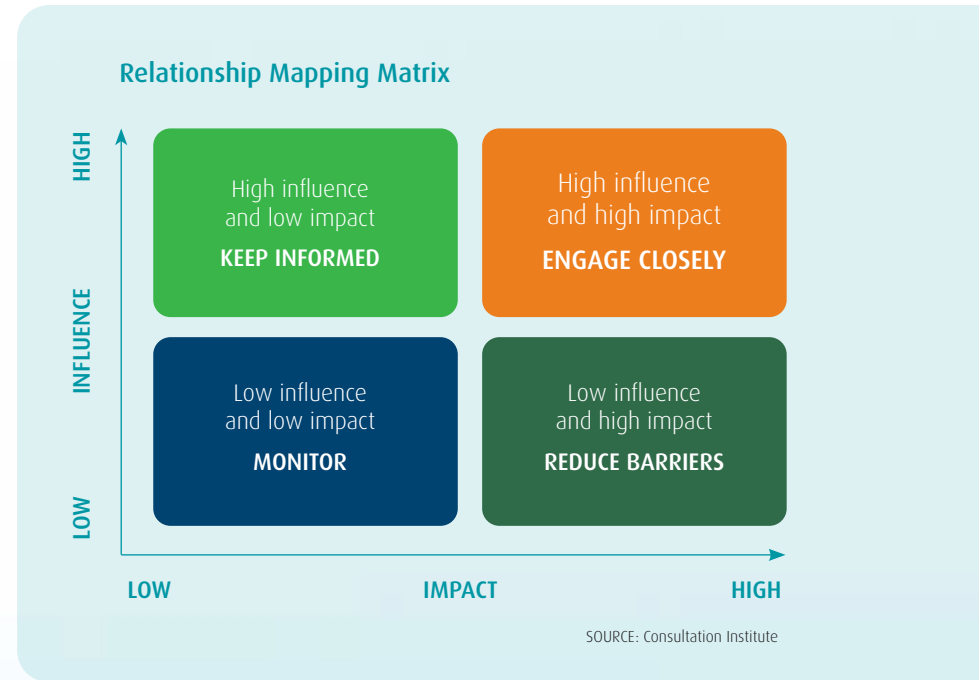 Relationship Mapping Matrix
HIGH
INFLUENCE
LOW
High influence
and low impact
KEEP INFORMED
High influence
and high impact
ENGAGE CLOSELY
Low influence
and low impact
MONITOR
Low influence
and high impact
REDUCE BARRIERS
LOW
IMPACT
HIGH
SOURCE: Consultation Institute